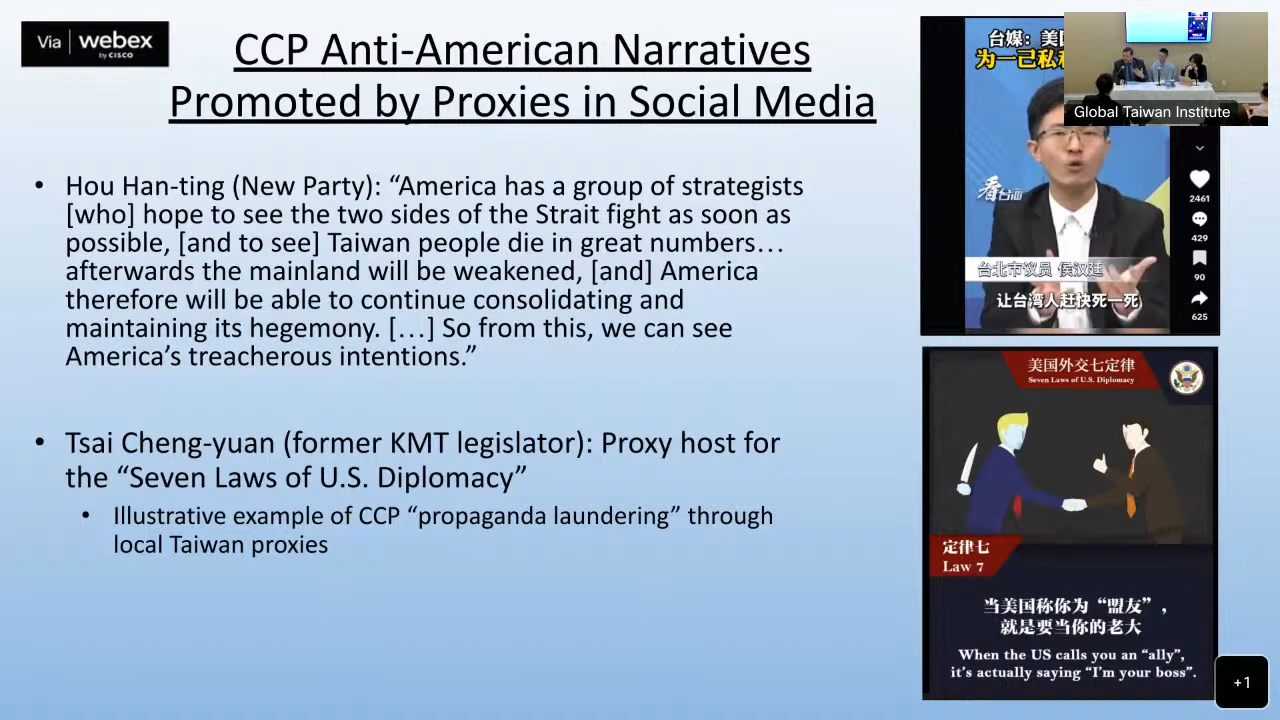 Via webex
by CISCO
CCP Anti-American Narratives
Promoted by Proxies in Social Media
• Hou Han-ting (New Party): “America has a group of strategists
[who] hope to see the two sides of the Strait fight as soon as
possible, [and to see] Taiwan people die in great numbers…
afterwards the mainland will be weakened, [and] America
therefore will be able to continue consolidating and
maintaining its hegemony. […] So from this, we can see
America’s treacherous intentions.”
• Tsai Cheng-yuan (former KMT legislator): Proxy host for
the “Seven Laws of U.S. Diplomacy”
• Illustrative example of CCP “propaganda laundering” through
local Taiwan proxies
台媒：美
为一己私
Global Taiwan Institute
看台海
2461
429
90
625
台北市议员 侯汉廷
让台湾人赶快死一死
美国外交七定律
Seven Laws of U.S. Diplomacy
定律七
Law 7
当美国称你为“盟友”，
就是要当你的老大
When the US calls you an “ally”,
it’s actually saying “I’m your boss”.
+1